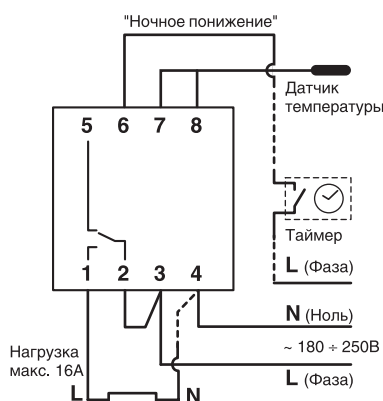 "Ночное понижение"
Датчик
температуры
5 6 7 8
Таймер
L (Фаза)
1 2 3 4
N (Ноль)
~ 180 ÷ 250В
L (Фаза)
Нагрузка
макс. 16А
L N